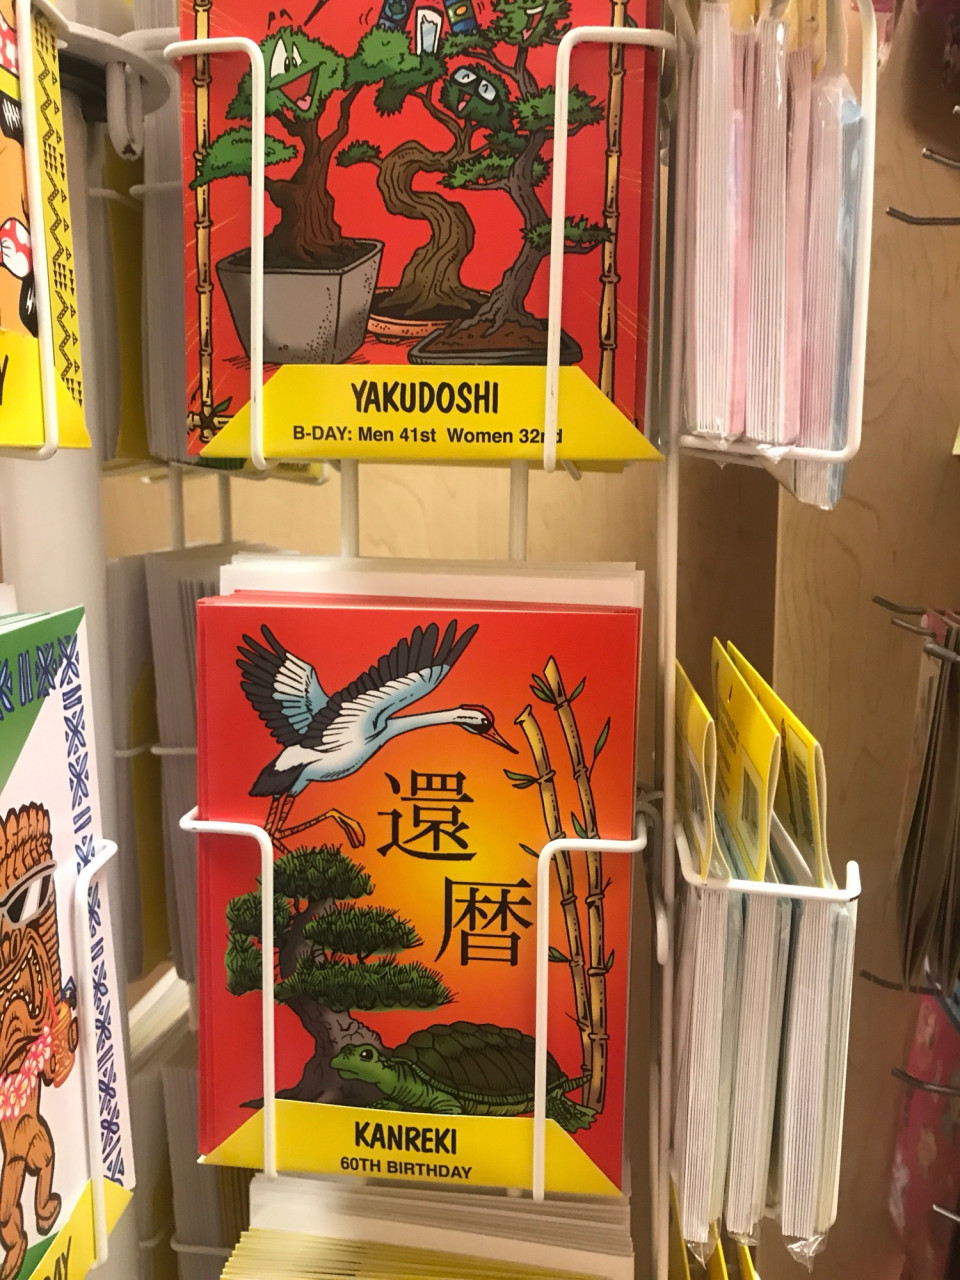 YAKUDOSHI
B-DAY: Men 41st Women 32nd
還
暦
KANREKI
60TH BIRTHDAY